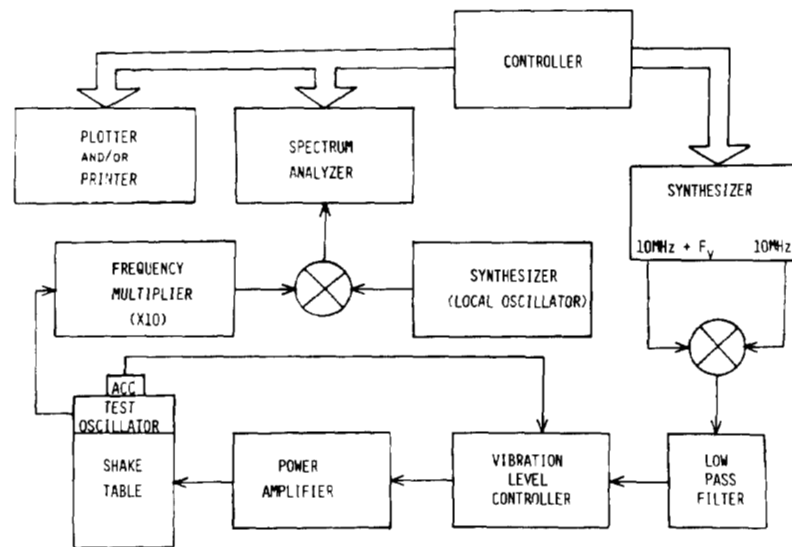 CONTROLLER
PLOTTER
AND/OR
PRINTER
SPECTRUM
ANALYZER
SYNTHESIZER
10MHz + Fv 10MHz
FREQUENCY
MULTIPLIER
(X10)
SYNTHESIZER
(LOCAL OSCILLATOR)
ACC
TEST
OSCILLATOR
SHAKE
TABLE
POWER
AMPLIFIER
VIBRATION
LEVEL
CONTROLLER
LOW
PASS
FILTER